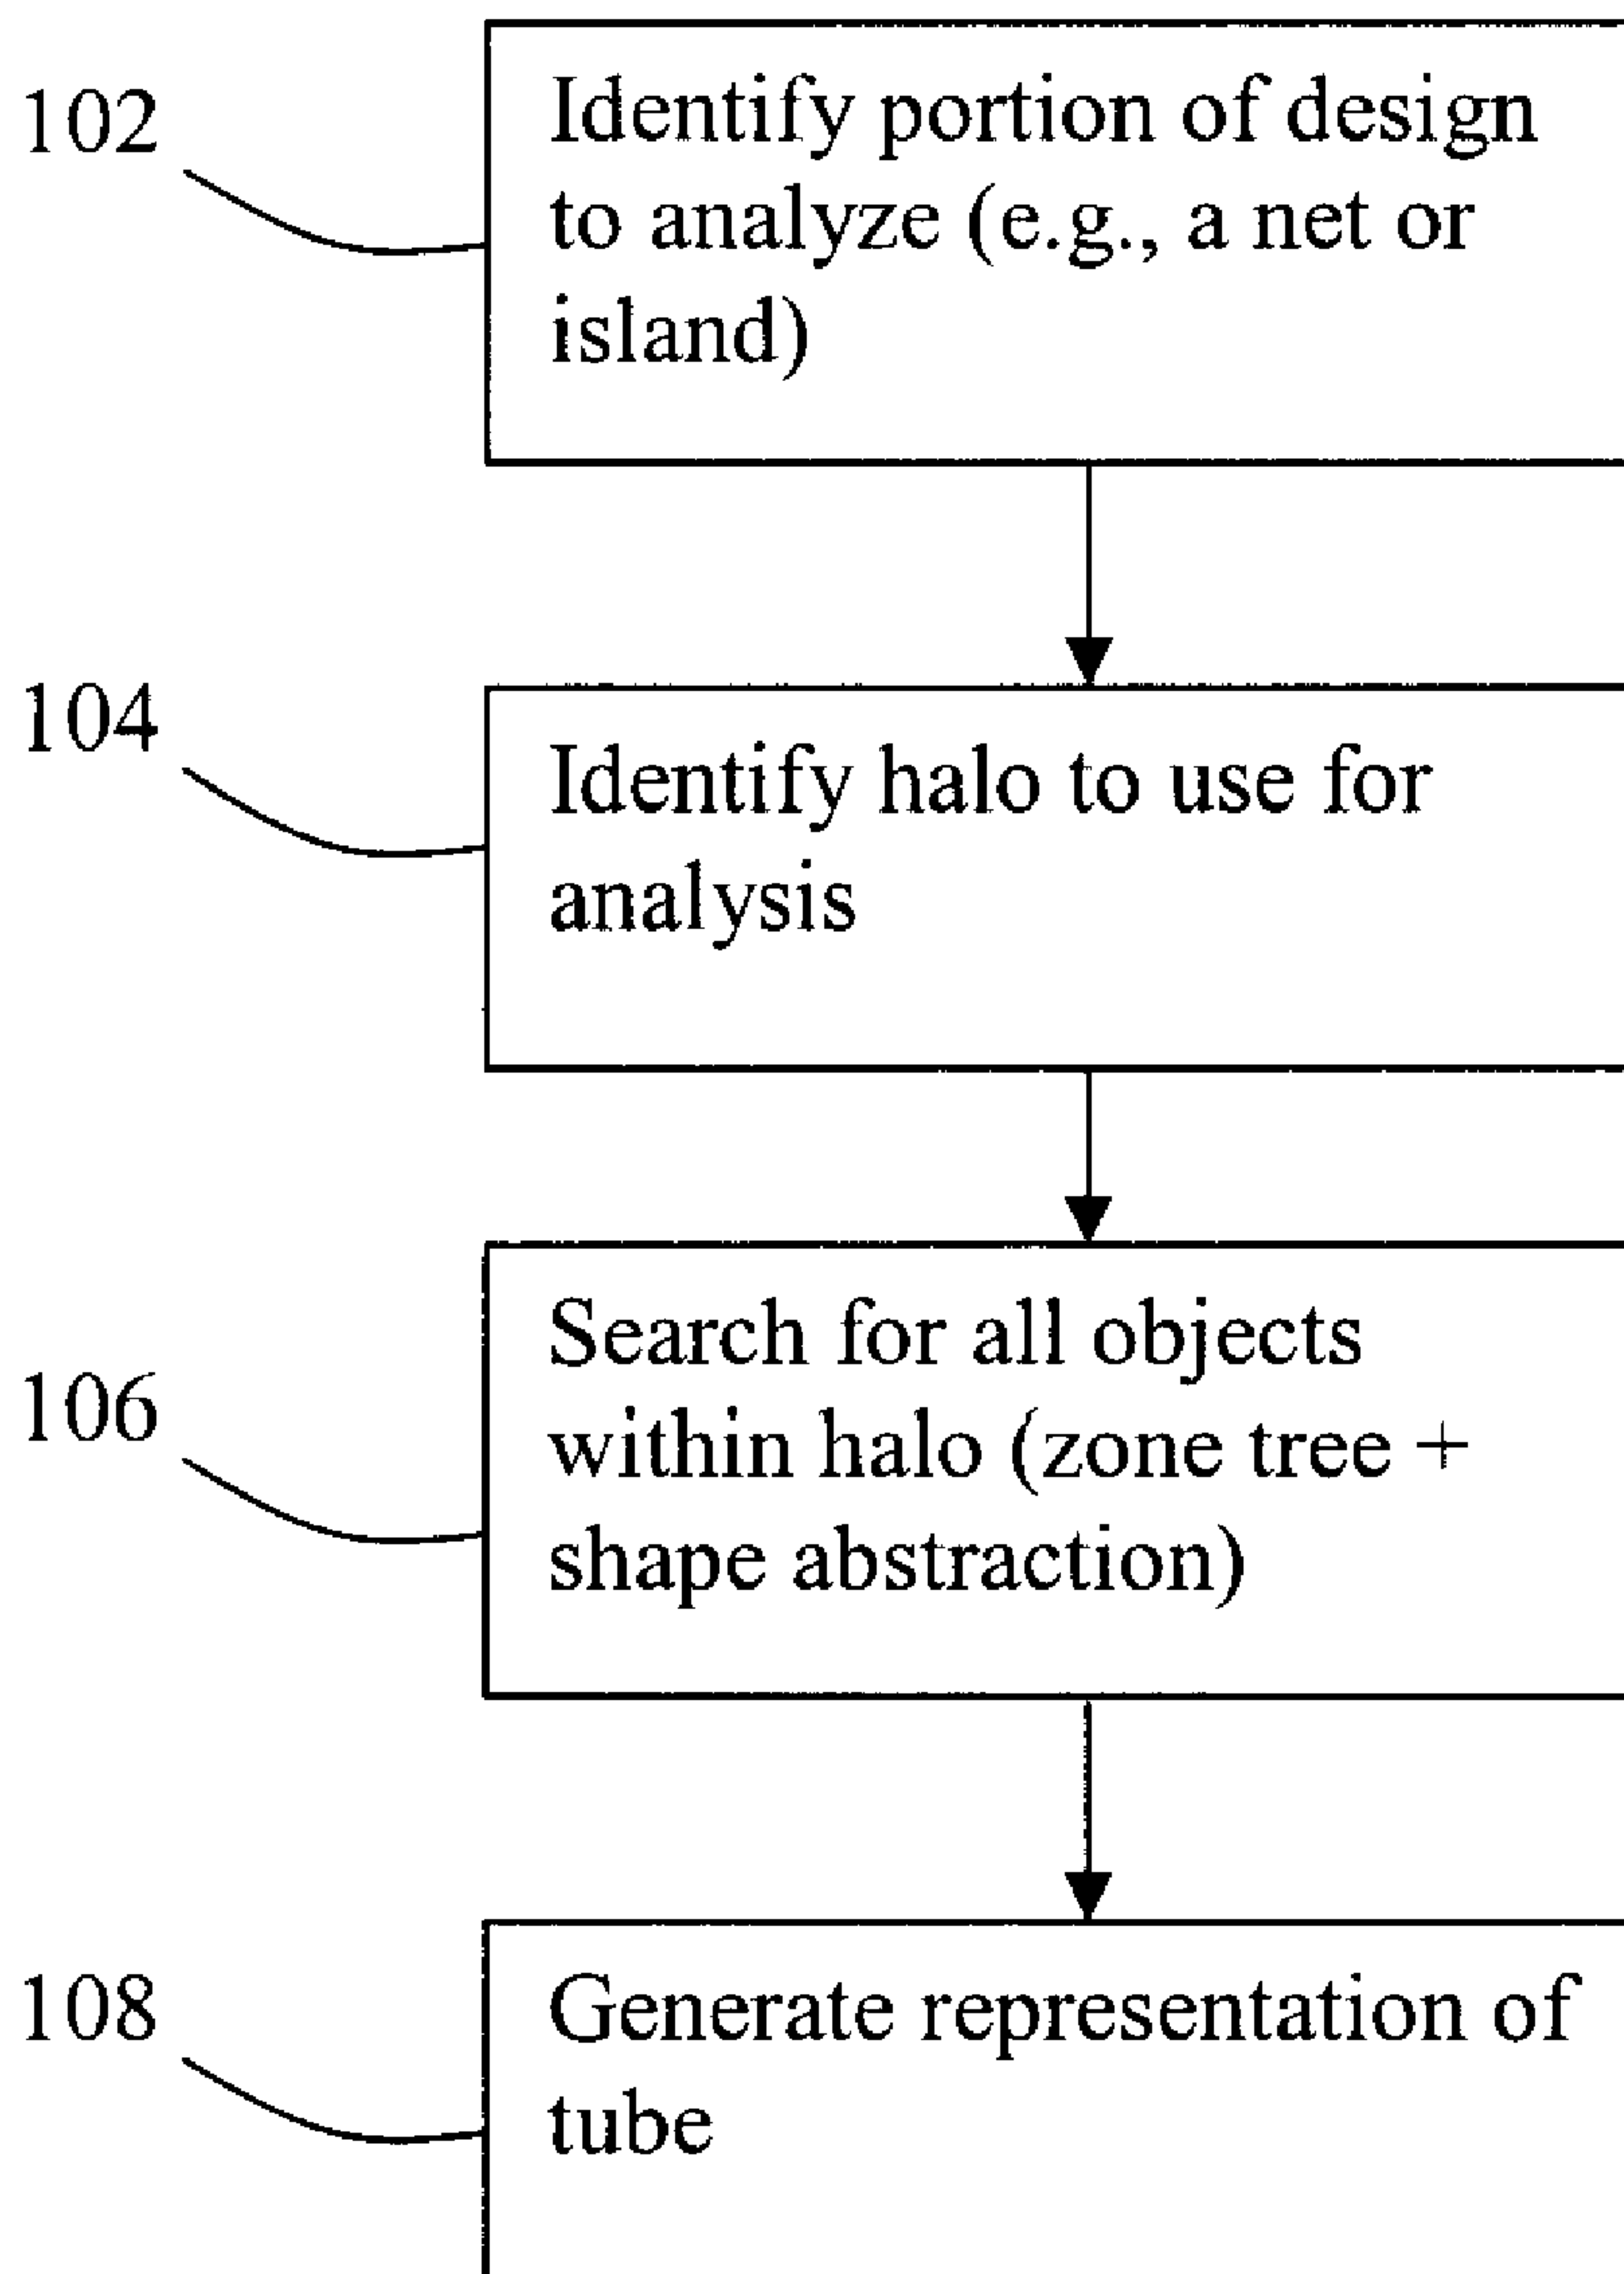 102
Identify portion of design
to analyze (e.g., a net or
island)
104
Identify halo to use for
analysis
106
Search for all objects
within halo (zone tree +
shape abstraction)
108
Generate representation of
tube